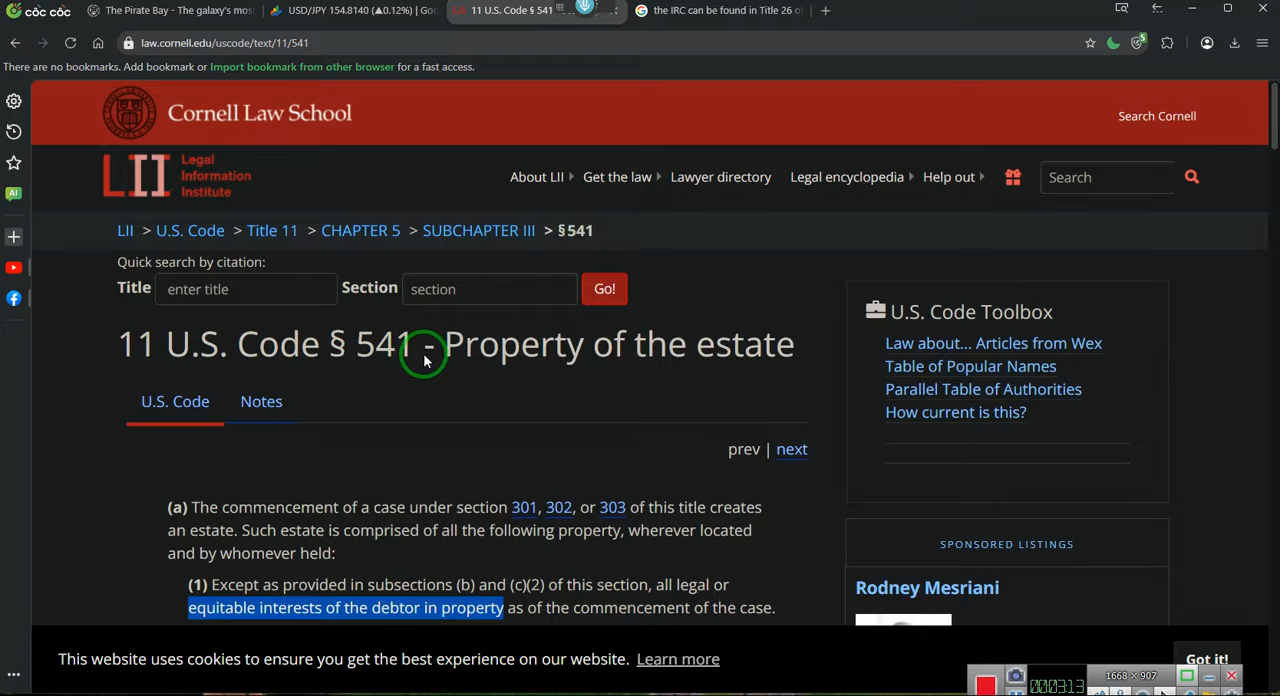 cốc cốc
The Pirate Bay - The galaxy's mos
USD/JPY 154.8140 (▲0.12%) | Goo
11 U.S. Code § 541
the IRC can be found in Title 26 o
law.cornell.edu/uscode/text/11/541
5
There are no bookmarks. Add bookmark or Import bookmark from other browser for a fast access.
Cornell Law School
Search Cornell
LII
Legal
Information
Institute
About LII
Get the law
Lawyer directory
Legal encyclopedia
Help out
Search
AI
LII > U.S. Code > Title 11 > CHAPTER 5 > SUBCHAPTER III > § 541
Quick search by citation:
Title enter title Section section Go!
11 U.S. Code § 541 - Property of the estate
U.S. Code Notes
prev | next
(a) The commencement of a case under section 301, 302, or 303 of this title creates
an estate. Such estate is comprised of all the following property, wherever located
and by whomever held:
(1) Except as provided in subsections (b) and (c)(2) of this section, all legal or
equitable interests of the debtor in property as of the commencement of the case.
U.S. Code Toolbox
Law about... Articles from Wex
Table of Popular Names
Parallel Table of Authorities
How current is this?
SPONSORED LISTINGS
Rodney Mesriani
This website uses cookies to ensure you get the best experience on our website. Learn more
Got it!
1668 × 907